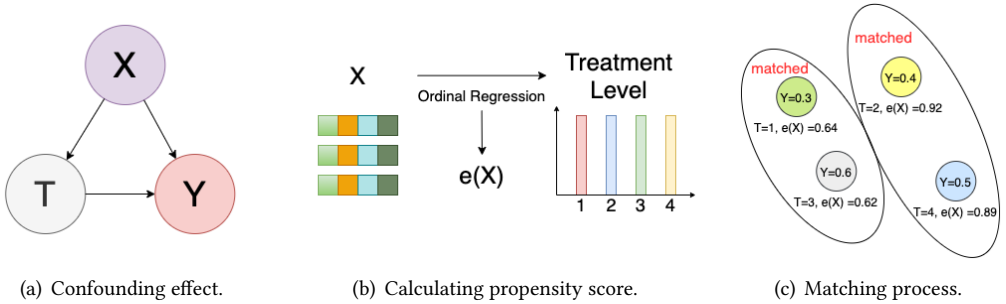 X
T
Y
(a) Confounding effect.
X
Ordinal Regression
e(X)
Treatment
Level
1 2 3 4
(b) Calculating propensity score.
matched
Y=0.3
T=1, e(X) =0.64
Y=0.6
T=3, e(X) =0.62
matched
Y=0.4
T=2, e(X) =0.92
Y=0.5
T=4, e(X) =0.89
(c) Matching process.